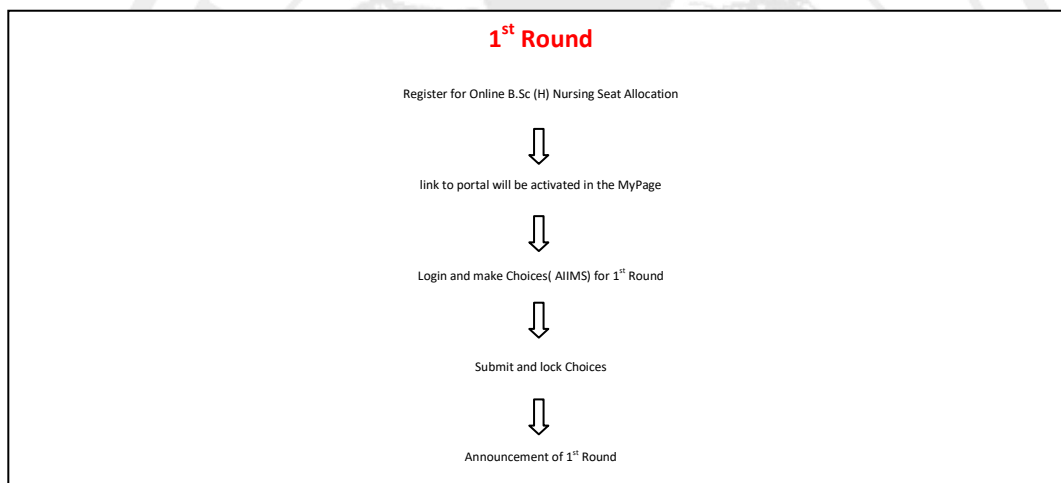 1st Round
Register for Online B.Sc (H) Nursing Seat Allocation
link to portal will be activated in the MyPage
Login and make Choices( AIIMS) for 1st Round
Submit and lock Choices
Announcement of 1st Round